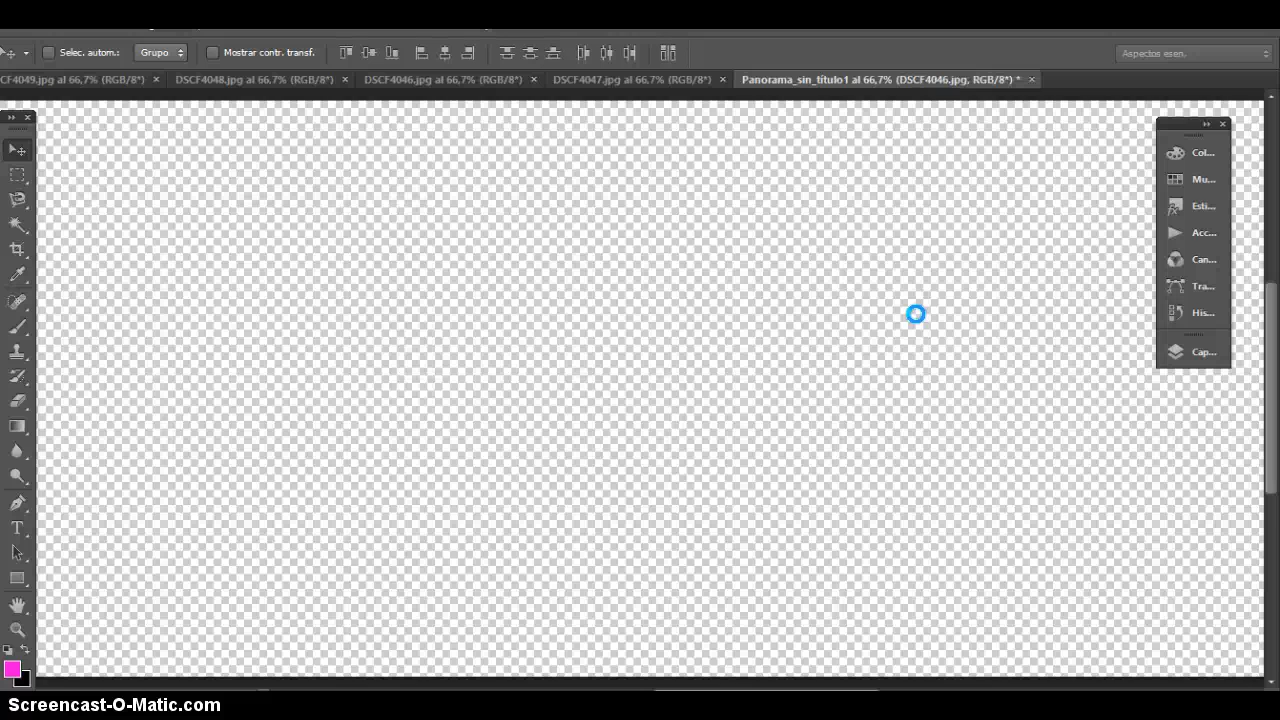 Selec. autom.: Grupo Mostrar contr. transf. Aspectos esen.
CF4049.jpg al 66,7% (RGB/8*) × DSCF4048.jpg al 66,7% (RGB/8*) × DSCF4046.jpg al 66,7% (RGB/8*) × DSCF4047.jpg al 66,7% (RGB/8*) × Panorama_sin_título1 al 66,7% (DSCF4046.jpg, RGB/8*) * ×
Col...
Mu...
Esti...
Acc...
Can...
Tra...
His...
Cap...
Screencast-O-Matic.com